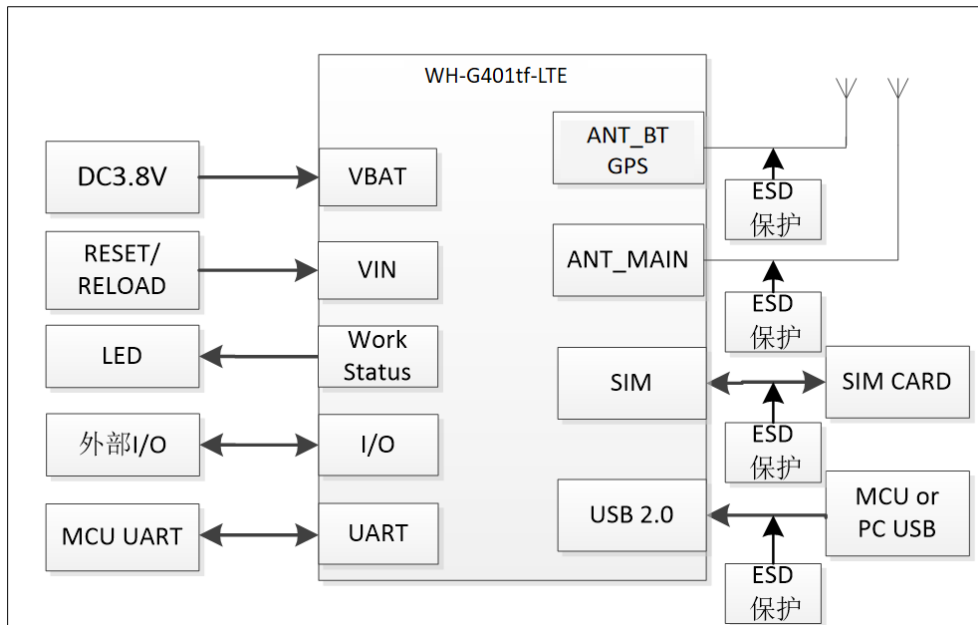 WH-G401tf-LTE
DC3.8V
VBAT
RESET/
RELOAD
VIN
LED
Work
Status
外部I/O
I/O
MCU UART
UART
ANT_BT
GPS
ESD
保护
ANT_MAIN
ESD
保护
SIM
SIM CARD
ESD
保护
USB 2.0
MCU or
PC USB
ESD
保护